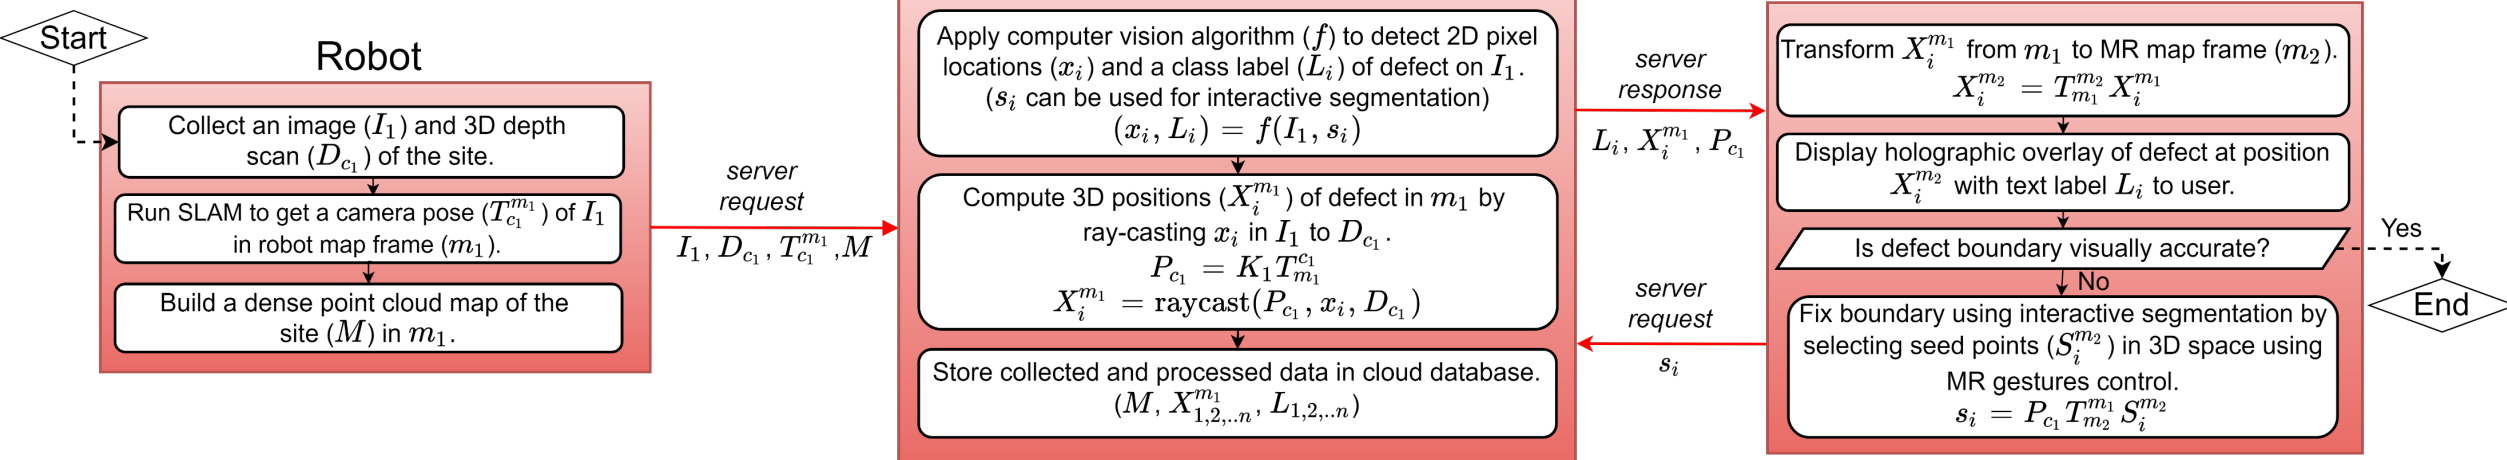 Start
Robot
Collect an image (I₁) and 3D depth
scan (D_{c₁}) of the site.
Run SLAM to get a camera pose (T_{c₁}^{m₁}) of I₁
in robot map frame (m₁).
Build a dense point cloud map of the
site (M) in m₁.
server
request
I₁, D_{c₁}, T_{c₁}^{m₁}, M
Apply computer vision algorithm (f) to detect 2D pixel
locations (x_i) and a class label (L_i) of defect on I₁.
(s_i can be used for interactive segmentation)
(x_i, L_i) = f(I₁, s_i)
Compute 3D positions (X_i^{m₁}) of defect in m₁ by
ray-casting x_i in I₁ to D_{c₁}.
P_{c₁} = K₁T_{m₁}^{c₁}
X_i^{m₁} = raycast(P_{c₁}, x_i, D_{c₁})
Store collected and processed data in cloud database.
(M, X_{1,2,..n}^{m₁}, L_{1,2,..n})
server
response
L_i, X_i^{m₁}, P_{c₁}
server
request
s_i
Transform X_i^{m₁} from m₁ to MR map frame (m₂).
X_i^{m₂} = T_{m₁}^{m₂} X_i^{m₁}
Display holographic overlay of defect at position
X_i^{m₂} with text label L_i to user.
Is defect boundary visually accurate?
Yes
No
End
Fix boundary using interactive segmentation by
selecting seed points (S_i^{m₂}) in 3D space using
MR gestures control.
s_i = P_{c₁} T_{m₂}^{m₁} S_i^{m₂}